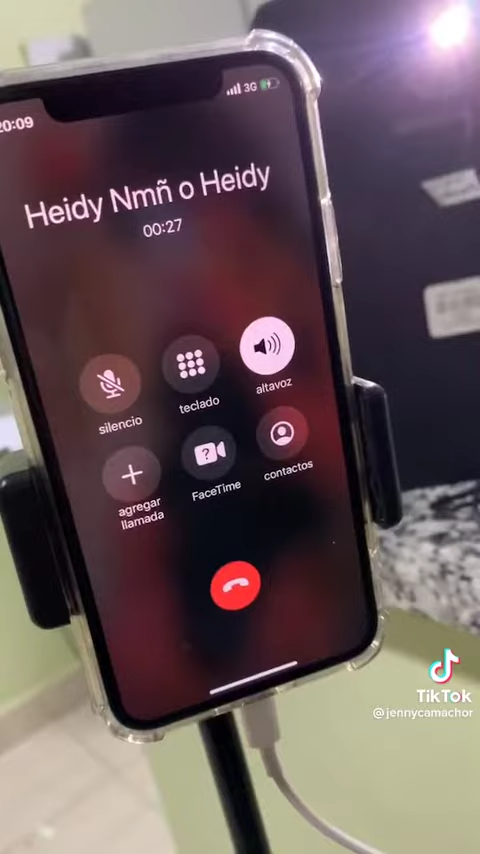 20:09
3G
Heidy Nmñ o Heidy
00:27
silencio
teclado
altavoz
agregar
llamada
FaceTime
contactos
TikTok
@jennycamachor